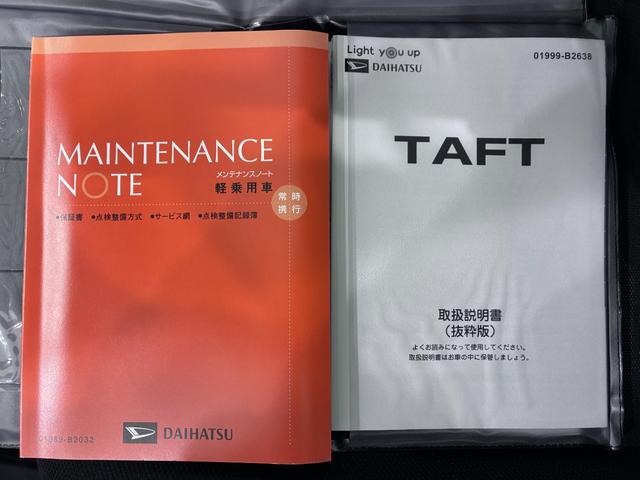 MAINTENANCE
NOTE
メンテナンスノート
軽乗用車
常時
携行
●保証書 ●点検整備方式 ●サービス網 ●点検整備記録簿
01989-B2032
DAIHATSU
Light you up
DAIHATSU
01999-B2638
TAFT
取扱説明書
(抜粋版)
よくお読みになって使用してください。
取扱説明書はお車の中に保管しましょう。